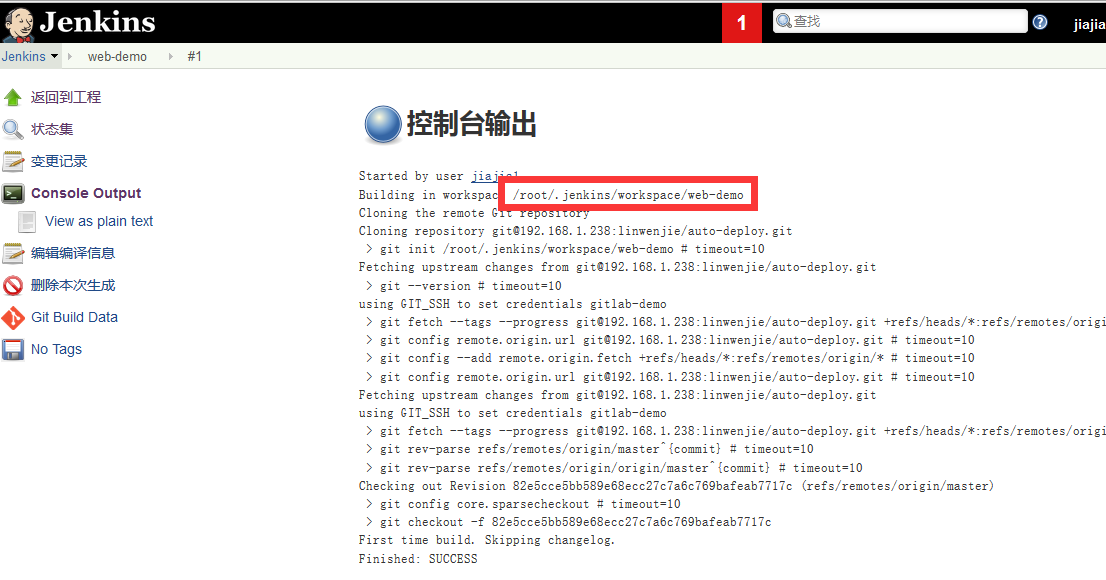 Jenkins
1
查找
?
jiajia
Jenkins
web-demo
#1
返回到工程
状态集
变更记录
Console Output
View as plain text
编辑编译信息
删除本次生成
Git Build Data
No Tags
控制台输出
Started by user jiajia1
Building in workspace /root/.jenkins/workspace/web-demo
Cloning the remote Git repository
Cloning repository git@192.168.1.238:linwenjie/auto-deploy.git
> git init /root/.jenkins/workspace/web-demo # timeout=10
Fetching upstream changes from git@192.168.1.238:linwenjie/auto-deploy.git
> git --version # timeout=10
using GIT_SSH to set credentials gitlab-demo
> git fetch --tags --progress git@192.168.1.238:linwenjie/auto-deploy.git +refs/heads/*:refs/remotes/origi
> git config remote.origin.url git@192.168.1.238:linwenjie/auto-deploy.git # timeout=10
> git config --add remote.origin.fetch +refs/heads/*:refs/remotes/origin/* # timeout=10
> git config remote.origin.url git@192.168.1.238:linwenjie/auto-deploy.git # timeout=10
Fetching upstream changes from git@192.168.1.238:linwenjie/auto-deploy.git
using GIT_SSH to set credentials gitlab-demo
> git fetch --tags --progress git@192.168.1.238:linwenjie/auto-deploy.git +refs/heads/*:refs/remotes/origi
> git rev-parse refs/remotes/origin/master^{commit} # timeout=10
> git rev-parse refs/remotes/origin/origin/master^{commit} # timeout=10
Checking out Revision 82e5cce5bb589e68ecc27c7a6c769bafeab7717c (refs/remotes/origin/master)
> git config core.sparsecheckout # timeout=10
> git checkout -f 82e5cce5bb589e68ecc27c7a6c769bafeab7717c
First time build. Skipping changelog.
Finished: SUCCESS